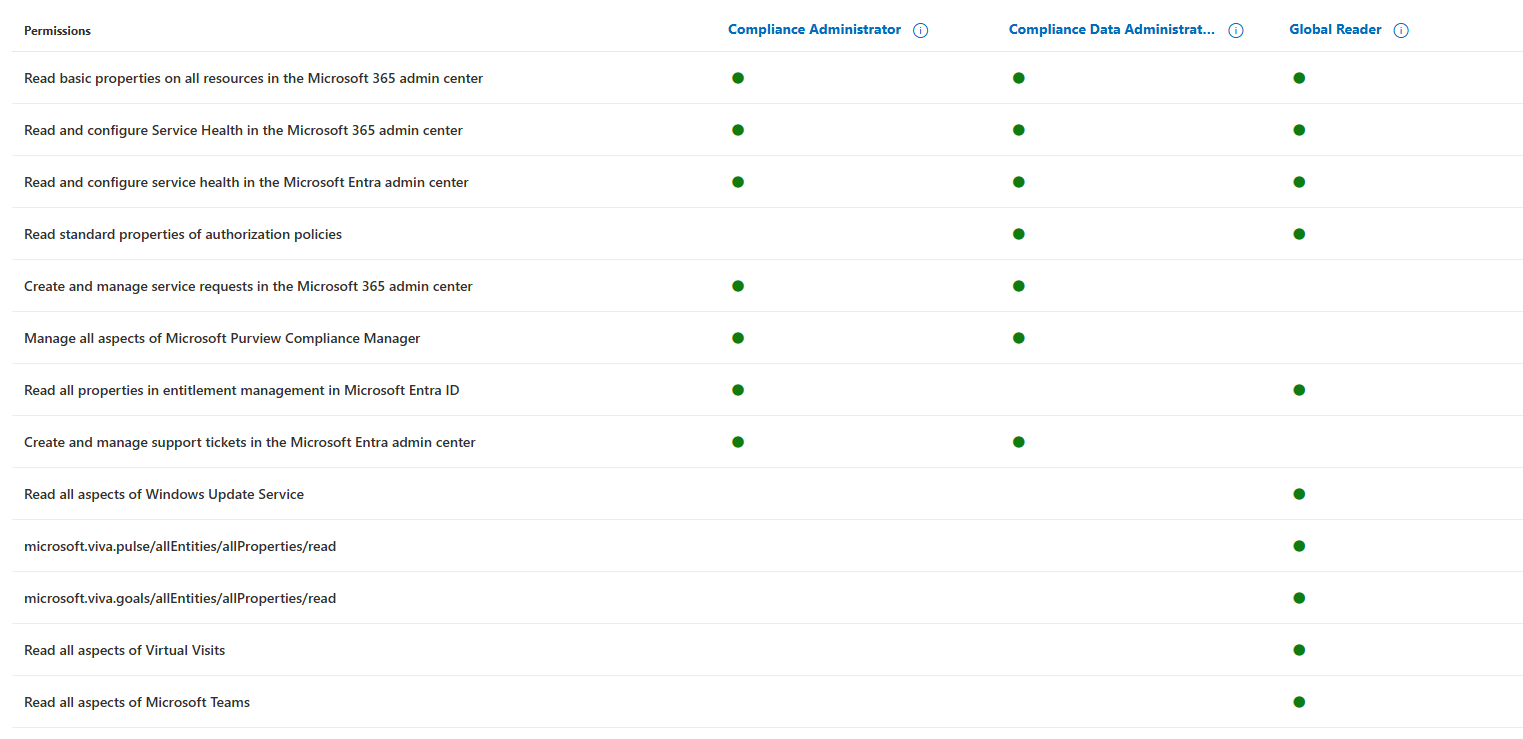 Permissions Compliance Administrator Compliance Data Administrat... Global Reader
Read basic properties on all resources in the Microsoft 365 admin center
Read and configure Service Health in the Microsoft 365 admin center
Read and configure service health in the Microsoft Entra admin center
Read standard properties of authorization policies
Create and manage service requests in the Microsoft 365 admin center
Manage all aspects of Microsoft Purview Compliance Manager
Read all properties in entitlement management in Microsoft Entra ID
Create and manage support tickets in the Microsoft Entra admin center
Read all aspects of Windows Update Service
microsoft.viva.pulse/allEntities/allProperties/read
microsoft.viva.goals/allEntities/allProperties/read
Read all aspects of Virtual Visits
Read all aspects of Microsoft Teams